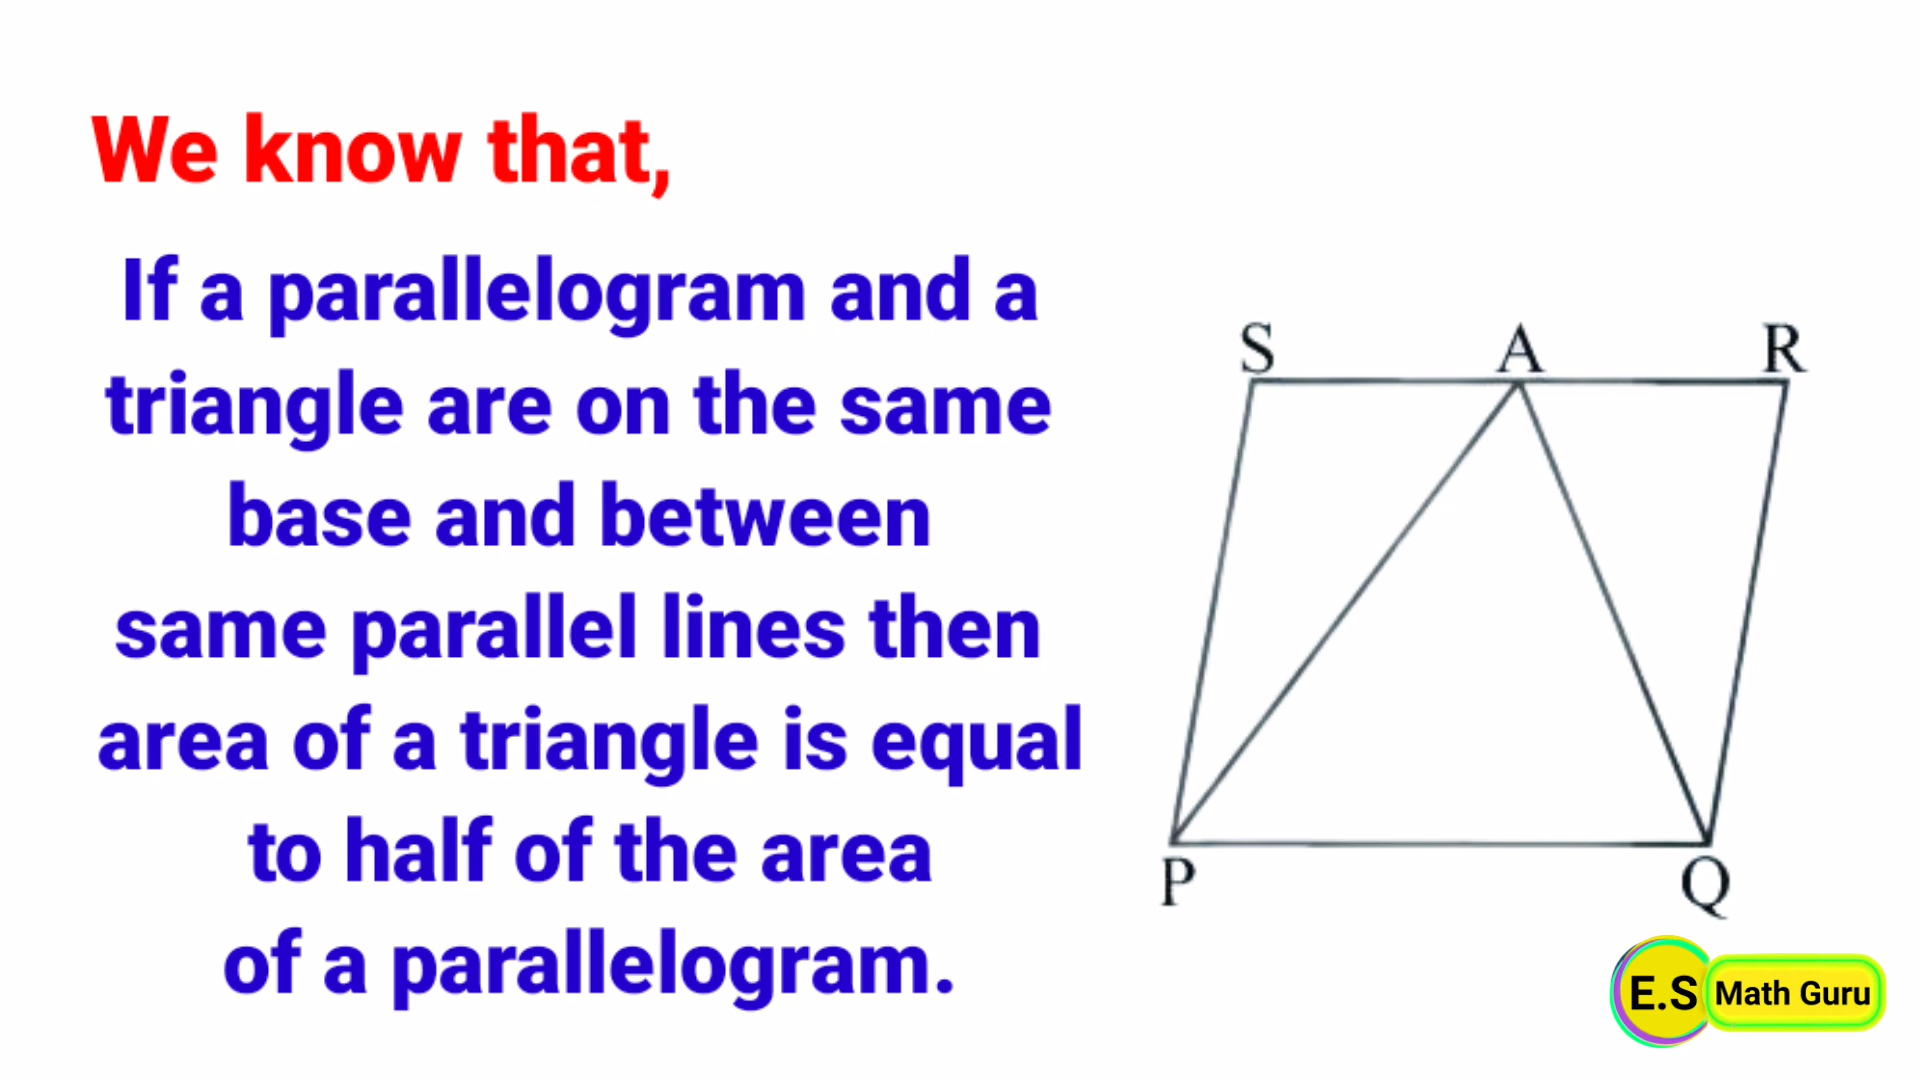 We know that,
If a parallelogram and a
triangle are on the same
base and between
same parallel lines then
area of a triangle is equal
to half of the area
of a parallelogram.
S A R
P Q
E.S Math Guru